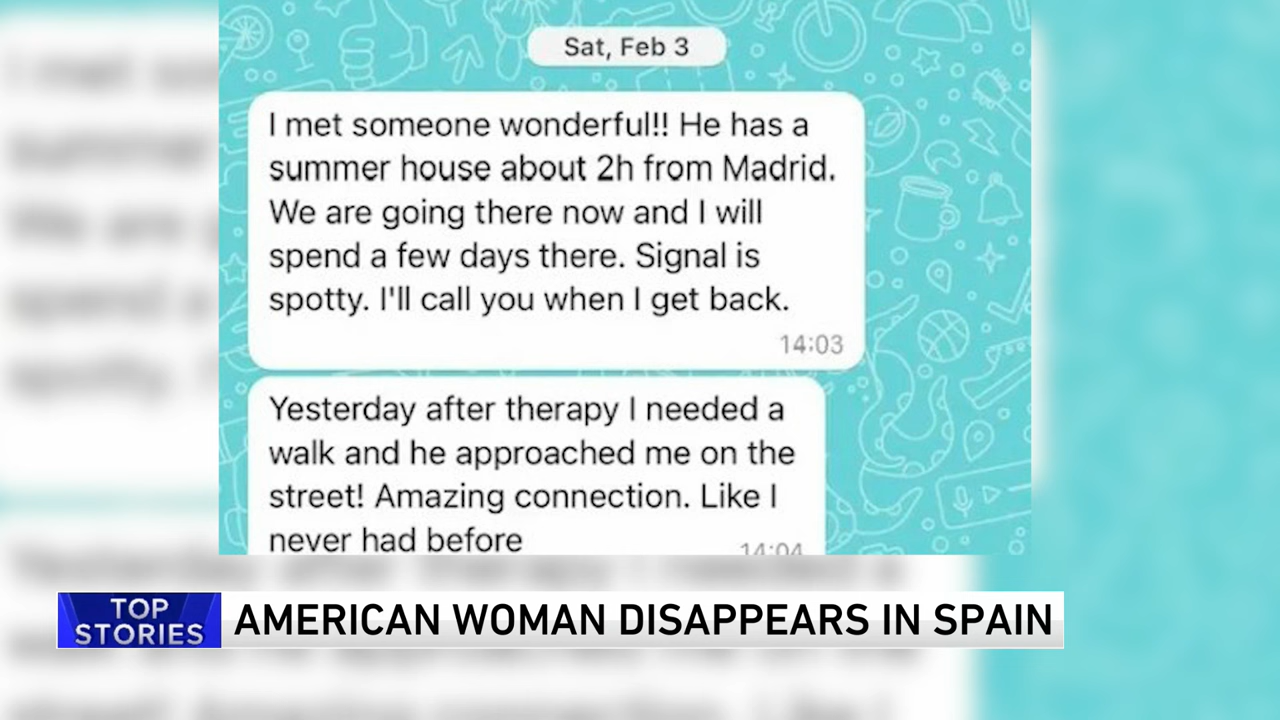 Sat, Feb 3
I met someone wonderful!! He has a
summer house about 2h from Madrid.
We are going there now and I will
spend a few days there. Signal is
spotty. I'll call you when I get back.
14:03
Yesterday after therapy I needed a
walk and he approached me on the
street! Amazing connection. Like I
never had before
14:04
TOP
STORIES
AMERICAN WOMAN DISAPPEARS IN SPAIN